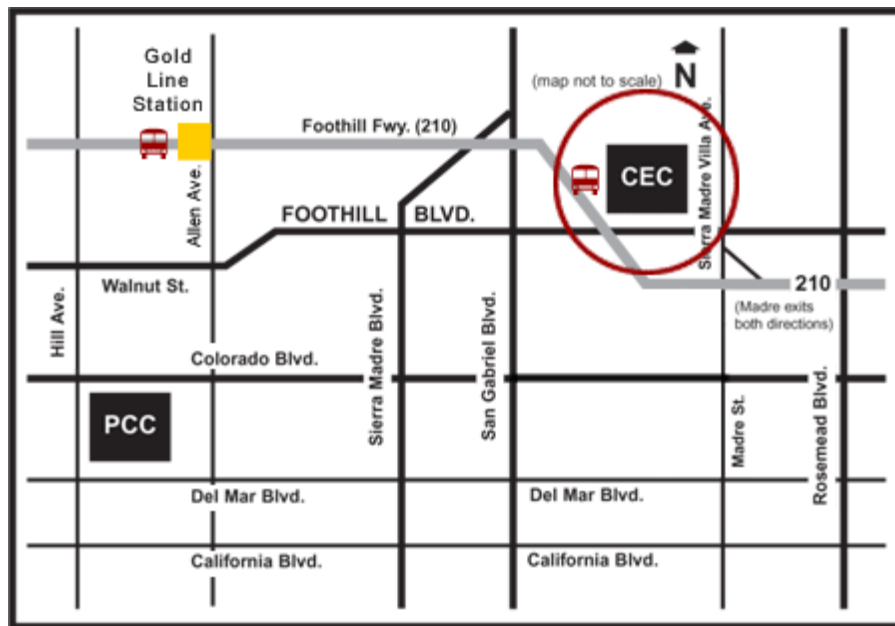 Gold
Line
Station
(map not to scale)
N
Foothill Fwy. (210)
CEC
Sierra Madre Villa Ave.
Allen Ave.
FOOTHILL BLVD.
Walnut St.
210
(Madre exits
both directions)
Hill Ave.
Colorado Blvd.
Sierra Madre Blvd.
San Gabriel Blvd.
Madre St.
Rosemead Blvd.
PCC
Del Mar Blvd.
Del Mar Blvd.
California Blvd.
California Blvd.